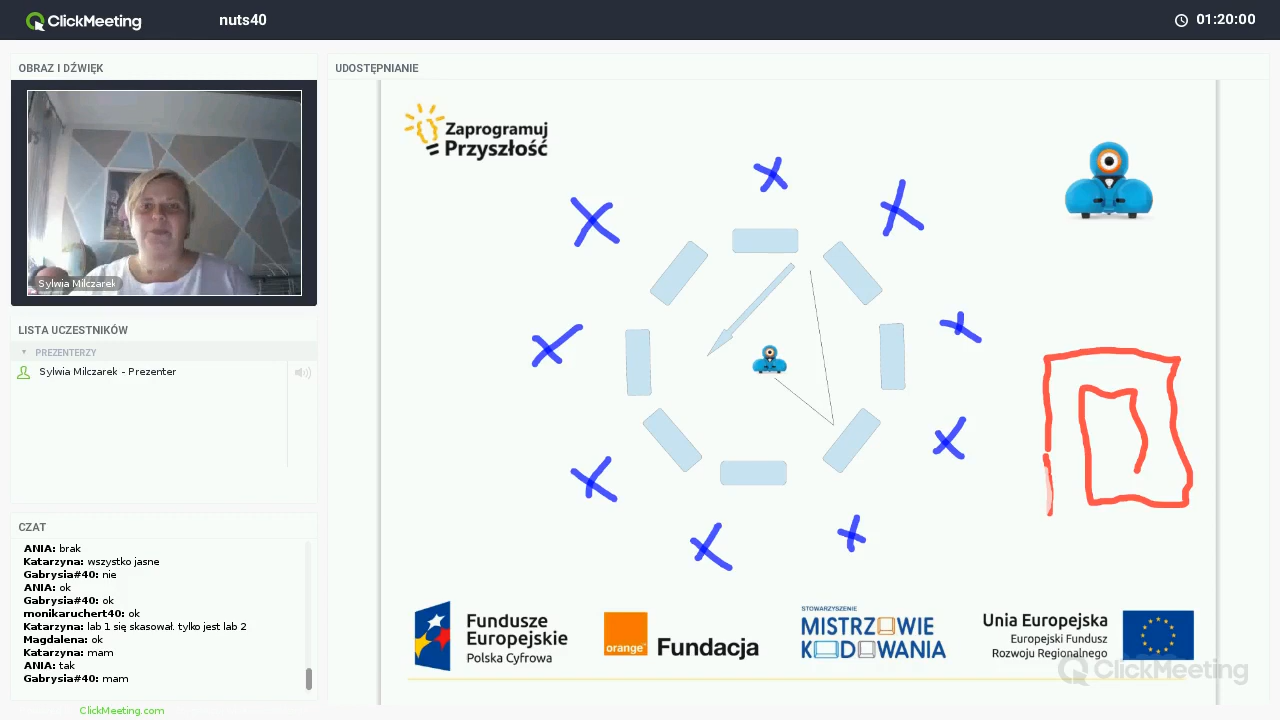 ClickMeeting
nuts40
01:20:00
OBRAZ I DŹWIĘK
UDOSTĘPNIANIE
Sylwia Milczarek
LISTA UCZESTNIKÓW
PREZENTERZY
Sylwia Milczarek - Prezenter
CZAT
ANIA: brak
Katarzyna: wszystko jasne
Gabrysia#40: nie
ANIA: ok
Gabrysia#40: ok
monikaruchert40: ok
Katarzyna: lab 1 się skasował. tylko jest lab 2
Magdalena: ok
Katarzyna: mam
ANIA: tak
Gabrysia#40: mam
ClickMeeting.com
Zaprogramuj
Przyszłość
Fundusze
Europejskie
Polska Cyfrowa
orange™
Fundacja
STOWARZYSZENIE
MISTRZOWIE
KODOWANIA
Unia Europejska
Europejski Fundusz
Rozwoju Regionalnego
ClickMeeting